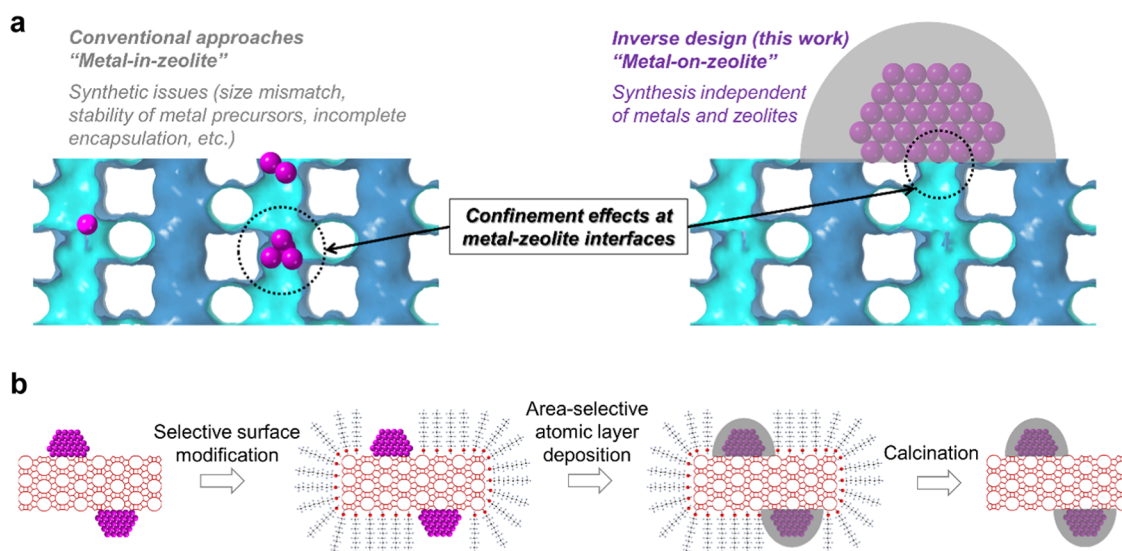 a
Conventional approaches
“Metal-in-zeolite”
Synthetic issues (size mismatch,
stability of metal precursors, incomplete
encapsulation, etc.)
Inverse design (this work)
“Metal-on-zeolite”
Synthesis independent
of metals and zeolites
Confinement effects at
metal-zeolite interfaces
b
Selective surface
modification
Area-selective
atomic layer
deposition
Calcination